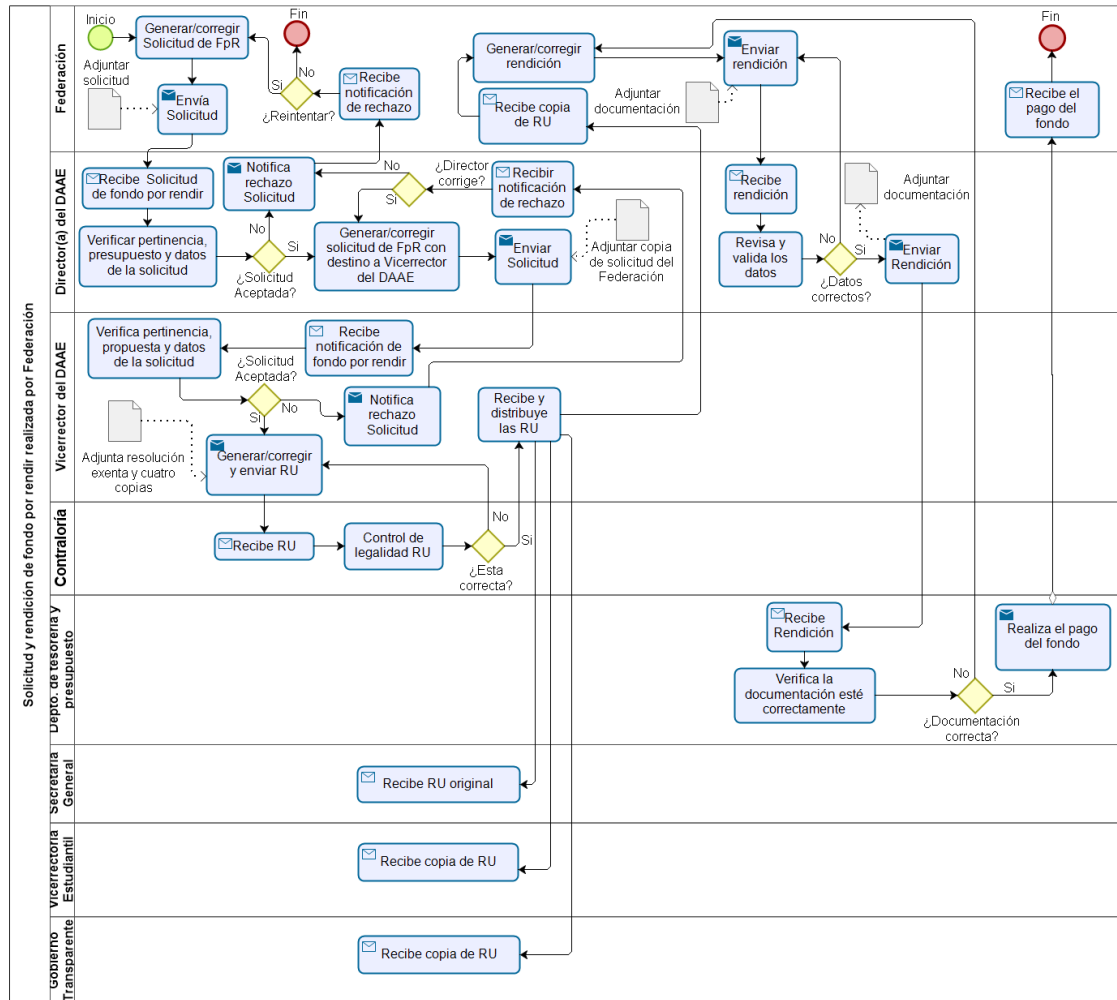 Solicitud y rendición de fondo por rendir realizada por Federación
Federación
Inicio
Generar/corregir
Solicitud de FpR
Adjuntar
solicitud
Envía
Solicitud
Fin
No
Si
¿Reintentar?
Recibe
notificación
de rechazo
Generar/corregir
rendición
Recibe copia
de RU
Adjuntar
documentación
Enviar
rendición
Fin
Recibe el
pago del
fondo
Director(a) del DAAE
Recibe Solicitud
de fondo por rendir
Verificar pertinencia,
presupuesto y datos
de la solicitud
Notifica
rechazo
Solicitud
No
Si
¿Solicitud
Aceptada?
No
Si
¿Director
corrige?
Generar/corregir
solicitud de FpR con
destino a Vicerrector
del DAAE
Recibir
notificación
de rechazo
Enviar
Solicitud
Adjuntar copia
de solicitud del
Federación
Recibe
rendición
Revisa y
valida los
datos
No
Si
¿Datos
correctos?
Adjuntar
documentación
Enviar
Rendición
Vicerrector del DAAE
Verifica pertinencia,
propuesta y datos
de la solicitud
Recibe
notificación de
fondo por rendir
¿Solicitud
Aceptada?
No
Si
Notifica
rechazo
Solicitud
Recibe y
distribuye
las RU
Adjunta resolución
exenta y cuatro
copias
Generar/corregir
y enviar RU
Contraloría
Recibe RU
Control de
legalidad RU
No
Si
¿Esta
correcta?
Depto. de tesorería y
presupuesto
Recibe
Rendición
Verifica la
documentación esté
correctamente
No
Si
¿Documentación
correcta?
Realiza el pago
del fondo
Secretaría
General
Recibe RU original
Vicerrectoría
Estudiantil
Recibe copia de RU
Gobierno
Transparente
Recibe copia de RU